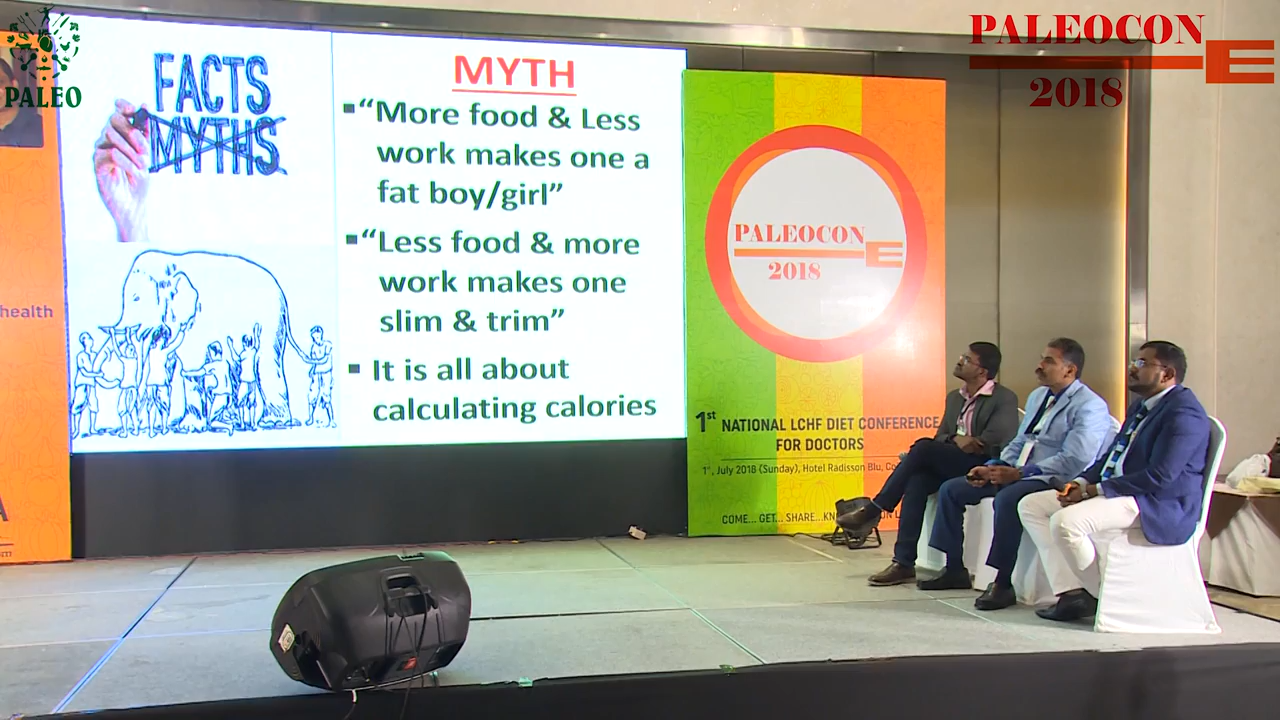 PALEO
health
A
om
FACTS
MYTHS
MYTH
▪“More food & Less
work makes one a
fat boy/girl”
▪“Less food & more
work makes one
slim & trim”
▪ It is all about
calculating calories
PALEOCON
E
2018
1st NATIONAL LCHF DIET CONFERENCE
FOR DOCTORS
1st, July 2018 (Sunday), Hotel Radisson Blu, Co
COME... GET... SHARE...
PALEOCON
E
2018